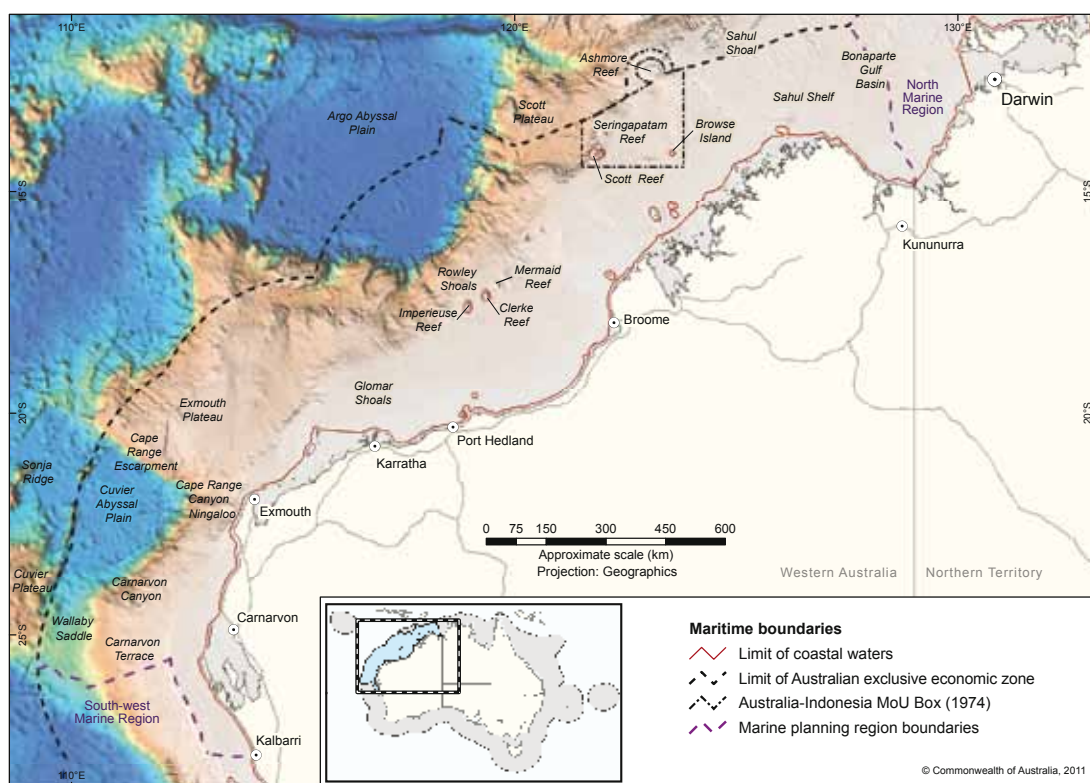 110°E
120°E
130°E
Sahul
Shoal
Ashmore
Reef
Bonaparte
Gulf
Basin
North
Marine
Region
Darwin
Argo Abyssal
Plain
Scott
Plateau
Sahul Shelf
Seringapatam
Reef
Browse
Island
Scott Reef
15°S
15°S
Kununurra
Rowley
Shoals
Mermaid
Reef
Imperieuse
Reef
Clerke
Reef
Broome
Glomar
Shoals
Exmouth
Plateau
20°S
20°S
Port Hedland
Karratha
Cape
Range
Escarpment
Sonja
Ridge
Cuvier
Abyssal
Plain
Cape Range
Canyon
Ningaloo
Exmouth
0 75 150 300 450 600
Approximate scale (km)
Projection: Geographics
Western Australia
Northern Territory
Cuvier
Plateau
Carnarvon
Canyon
Wallaby
Saddle
Carnarvon
25°S
Carnarvon
Terrace
South-west
Marine Region
Kalbarri
110°E
Maritime boundaries
Limit of coastal waters
Limit of Australian exclusive economic zone
Australia-Indonesia MoU Box (1974)
Marine planning region boundaries
© Commonwealth of Australia, 2011